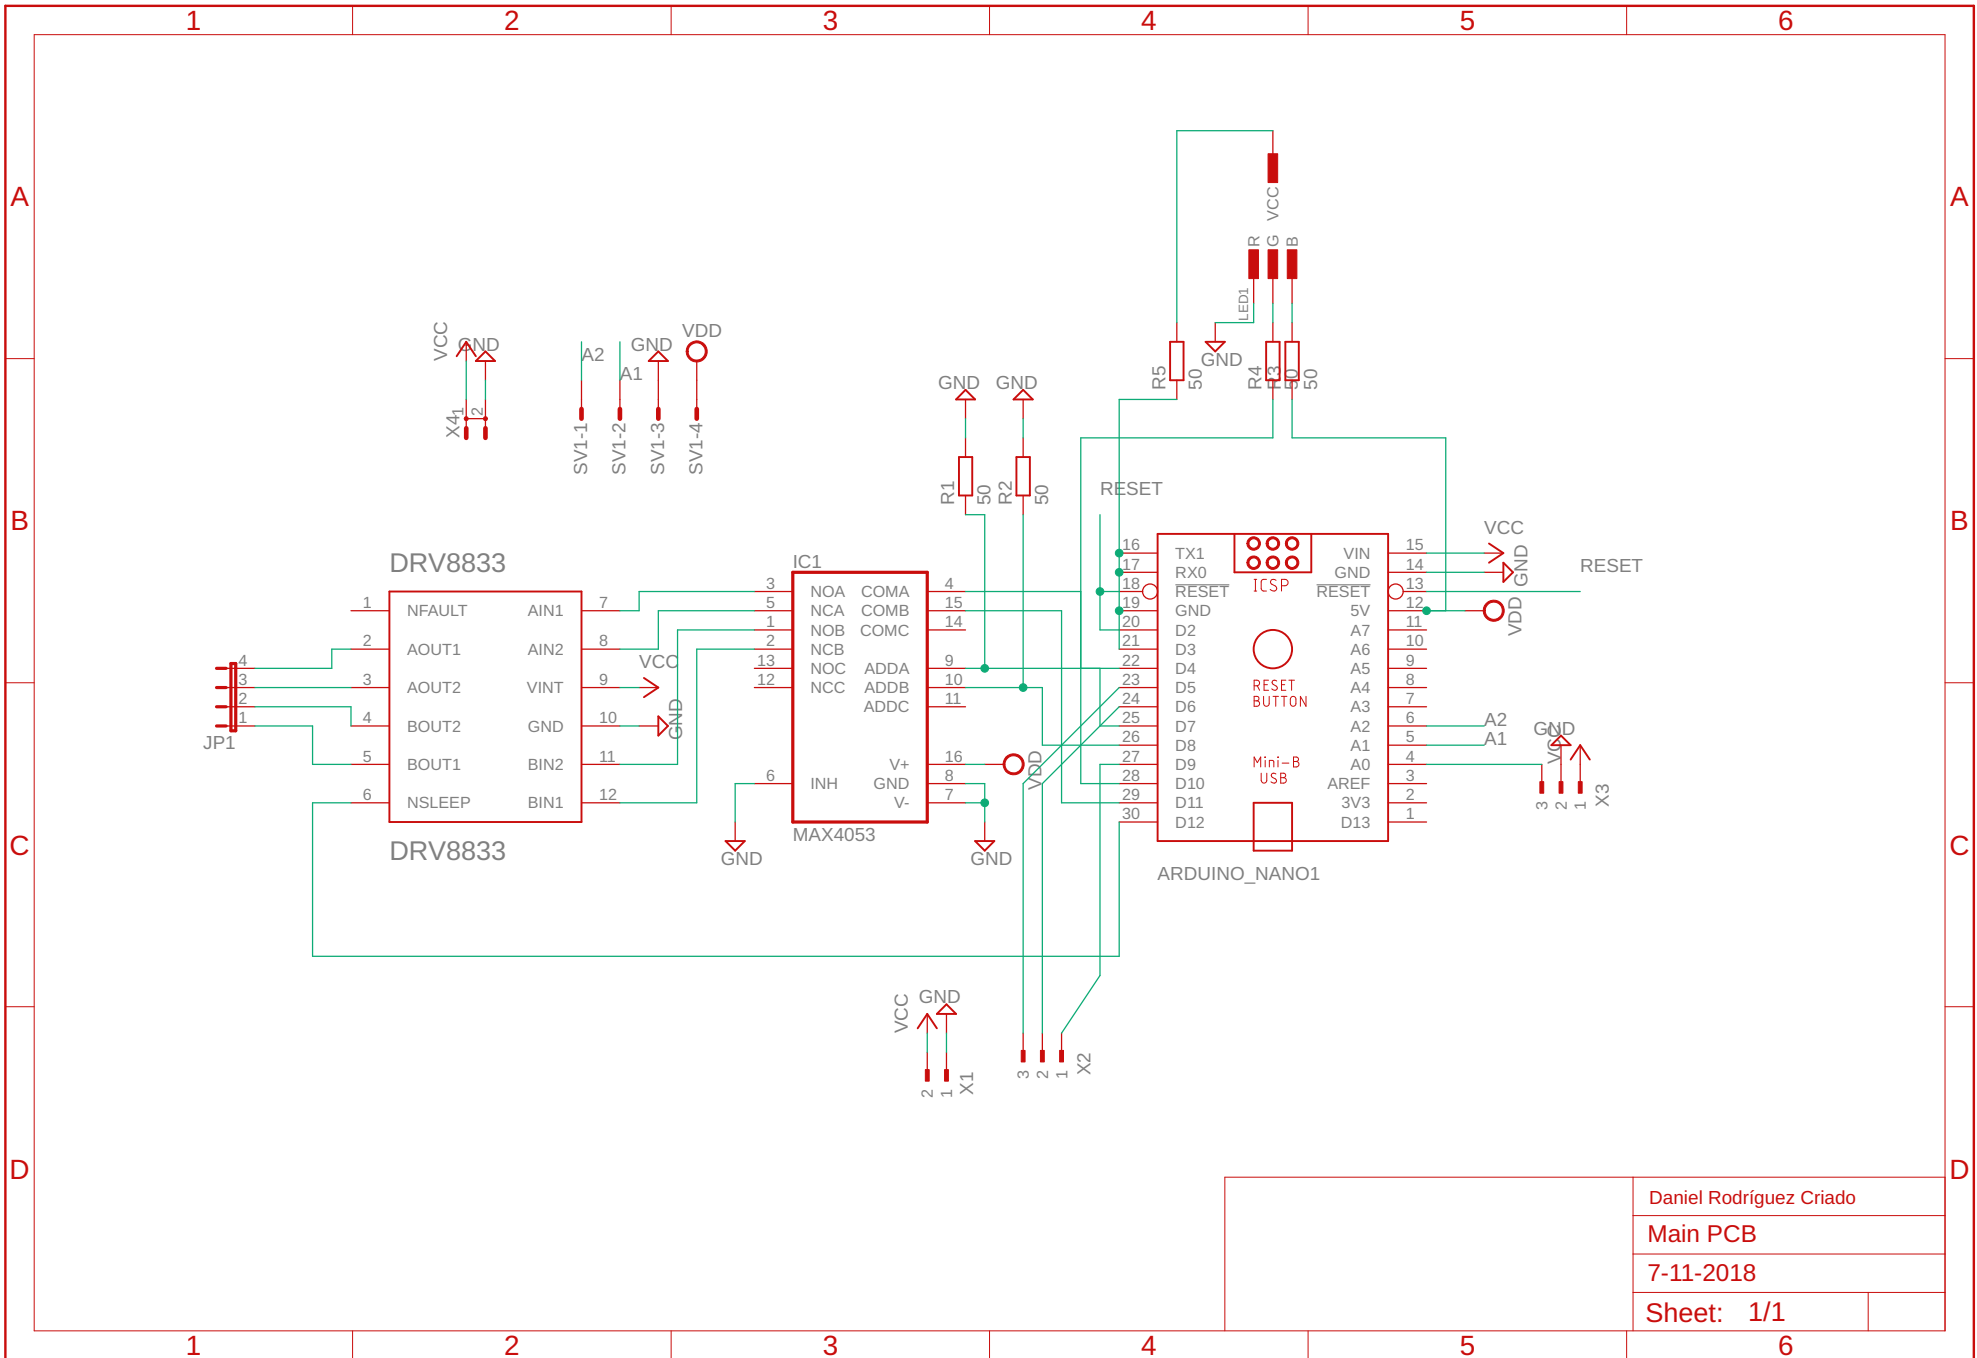 1 2 3 4 5 6
A A
VCC
R G B
LED1
GND
R5 50
R4 50
R3 50
VCC GND
X4 1 2
A2 A1 GND VDD
SV1-1 SV1-2 SV1-3 SV1-4
GND GND
R1 50
R2 50
RESET
B B
DRV8833
1 NFAULT AIN1 7
2 AOUT1 AIN2 8
3 AOUT2 VINT 9 VCC
4 BOUT2 GND 10 GND
5 BOUT1 BIN2 11
6 NSLEEP BIN1 12
DRV8833
4
3
2
1
JP1
IC1
3 NOA COMA 4
5 NCA COMB 15
1 NOB COMC 14
2 NCB
13 NOC ADDA 9
12 NCC ADDB 10
ADDC 11
V+ 16 VDD
6 INH GND 8
V- 7
MAX4053
GND GND
16 TX1 VIN 15 VCC
17 RX0 GND 14 GND
18 RESET RESET 13 RESET
19 GND 5V 12 VDD
20 D2 A7 11
21 D3 A6 10
22 D4 A5 9
23 D5 A4 8
24 D6 A3 7
25 D7 A2 6 A2
26 D8 A1 5 A1
27 D9 A0 4
28 D10 AREF 3
29 D11 3V3 2
30 D12 D13 1
ICSP
RESET
BUTTON
Mini-B
USB
ARDUINO_NANO1
GND VCC
3 2 1 X3
C C
VCC GND
2 1 X1
3 2 1 X2
D D
Daniel Rodríguez Criado
Main PCB
7-11-2018
Sheet: 1/1
1 2 3 4 5 6